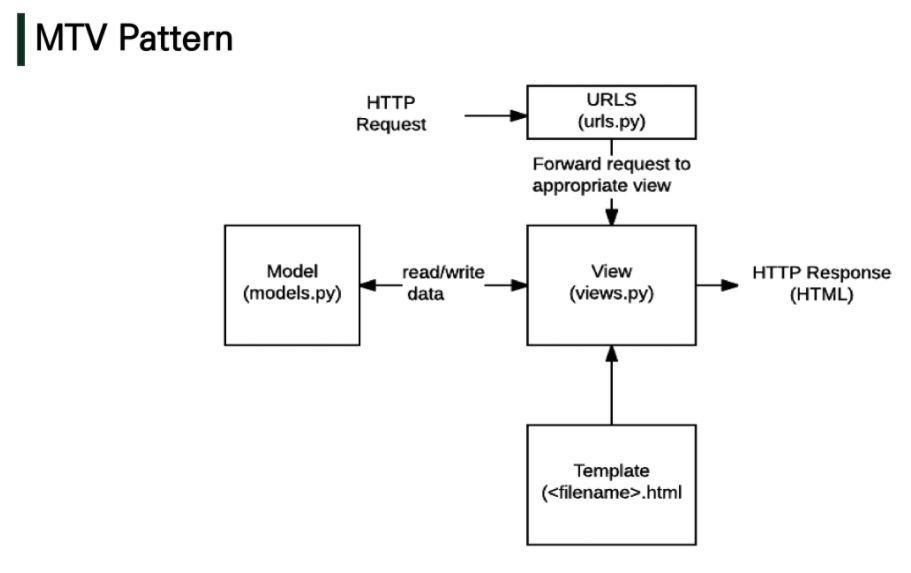 MTV Pattern
HTTP
Request
URLS
(urls.py)
Forward request to
appropriate view
Model
(models.py)
read/write
data
View
(views.py)
HTTP Response
(HTML)
Template
(<filename>.html